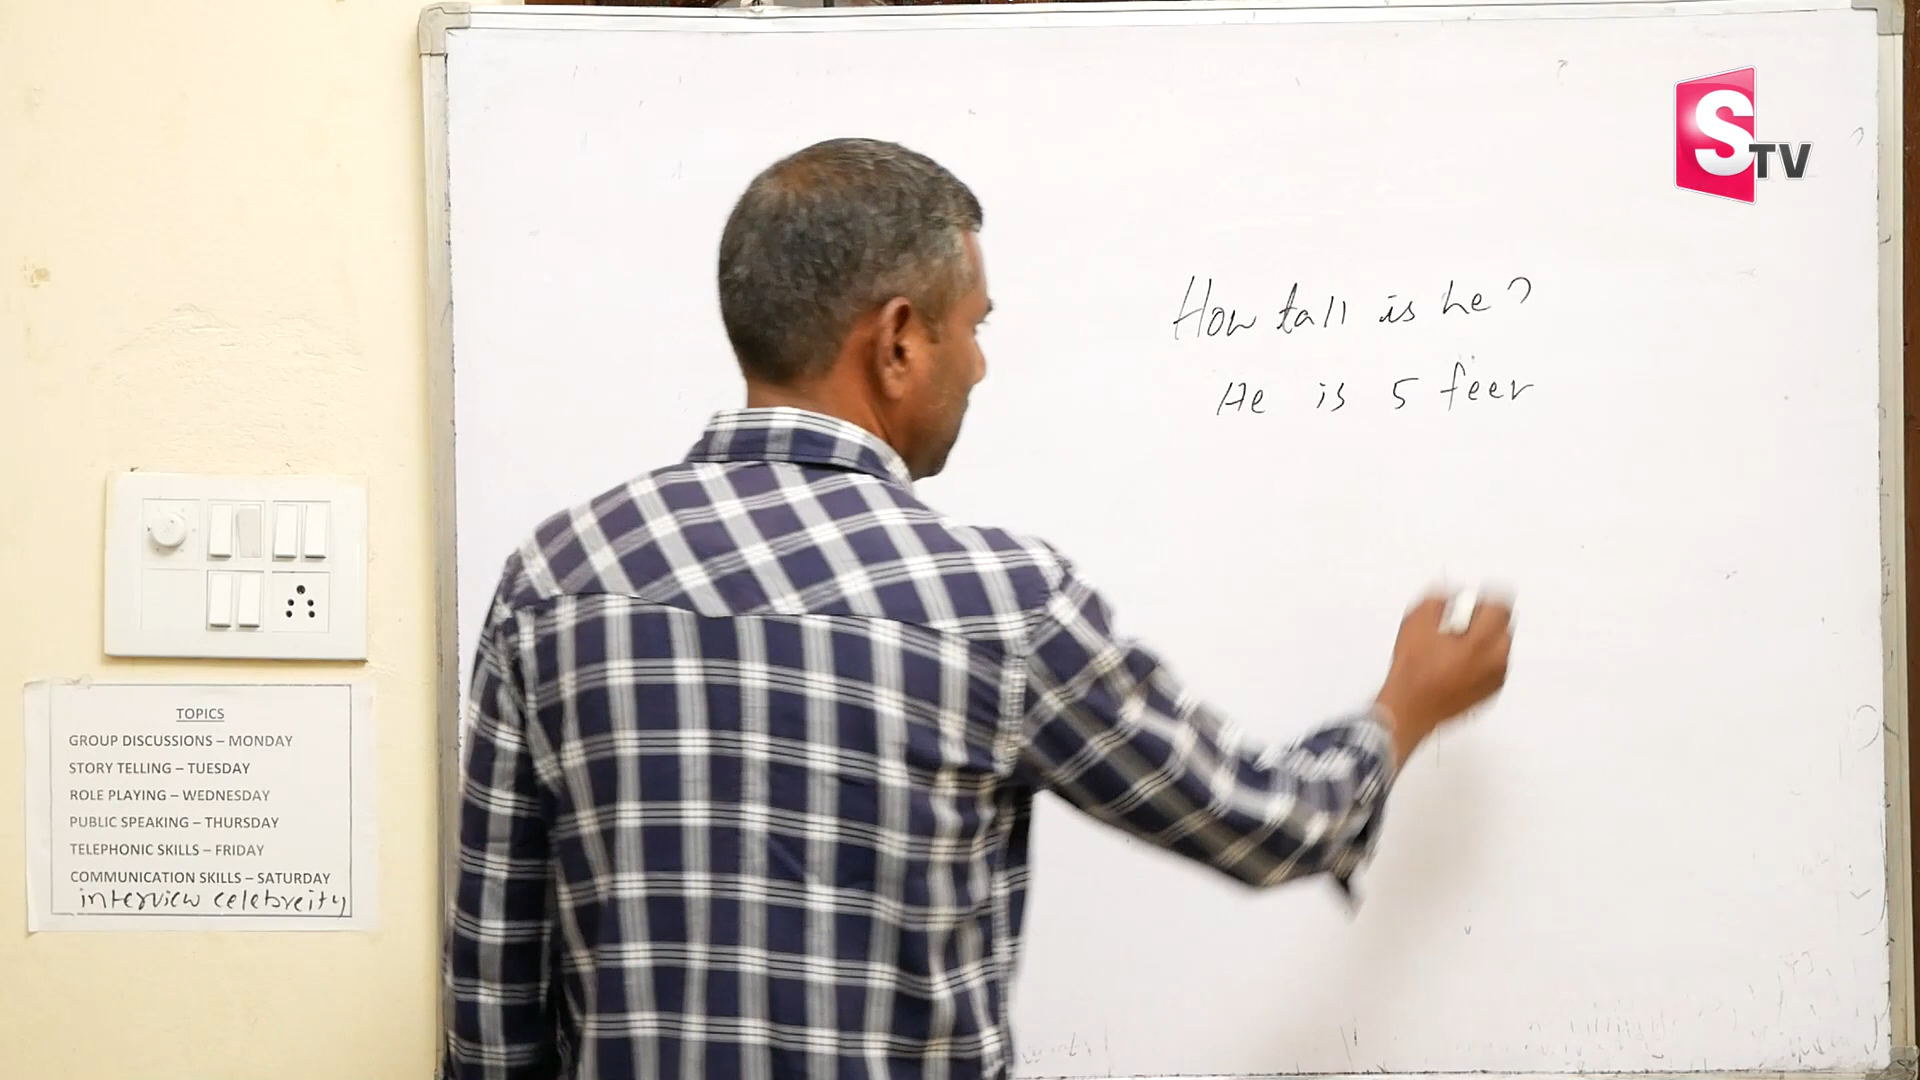 STV
How tall is he?
He is 5 feet
TOPICS
GROUP DISCUSSIONS – MONDAY
STORY TELLING – TUESDAY
ROLE PLAYING – WEDNESDAY
PUBLIC SPEAKING – THURSDAY
TELEPHONIC SKILLS – FRIDAY
COMMUNICATION SKILLS – SATURDAY
interview celebreity